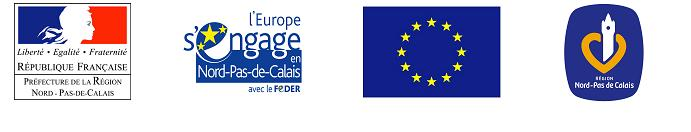 Liberté • Egalité • Fraternité
RÉPUBLIQUE FRANÇAISE
PRÉFECTURE DE LA RÉGION
NORD - PAS-DE-CALAIS
l'Europe
s'engage
en
Nord-Pas-de-Calais
avec le FEDER
RÉGION
Nord-Pas de Calais